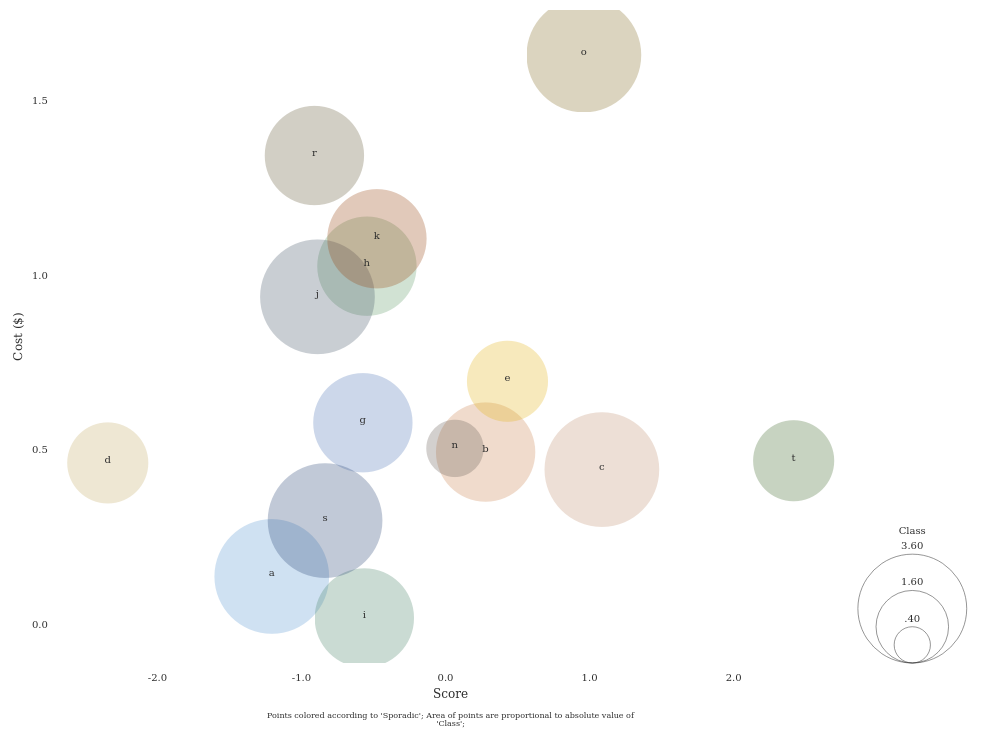 o
1.5
r
k
h
1.0
j
Cost ($)
e
g
n
b
0.5
d
c
t
s
Class
3.60
a
1.60
i
.40
0.0
-2.0
-1.0
0.0
1.0
2.0
Score
Points colored according to 'Sporadic'; Area of points are proportional to absolute value of
'Class';